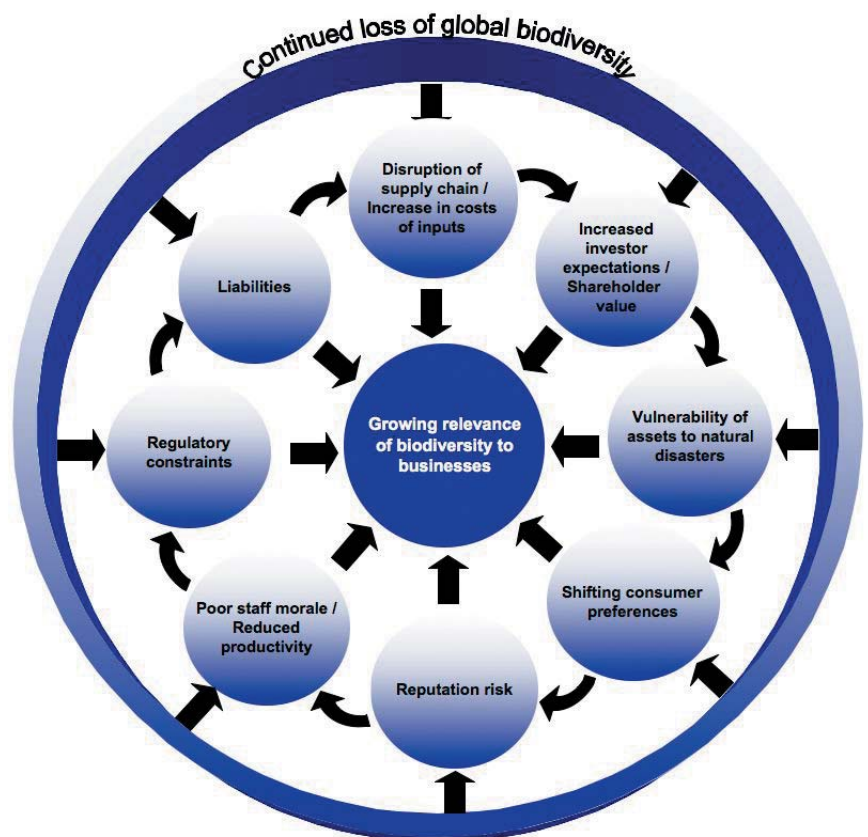 Continued loss of global biodiversity
Disruption of
supply chain /
Increase in costs
of inputs
Increased
investor
expectations /
Shareholder
value
Liabilities
Growing relevance
of biodiversity to
businesses
Vulnerability of
assets to natural
disasters
Regulatory
constraints
Shifting consumer
preferences
Poor staff morale /
Reduced
productivity
Reputation risk